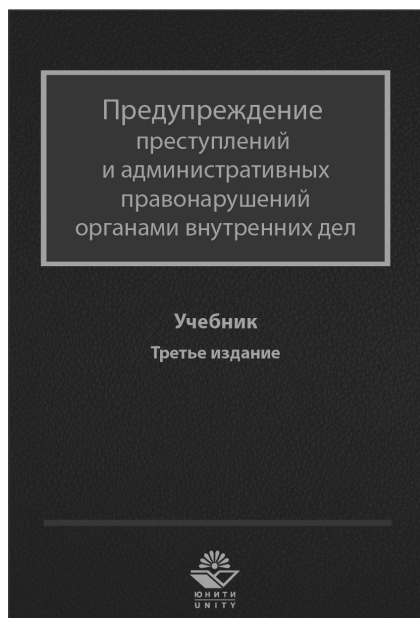 Предупреждение
преступлений
и административных
правонарушений
органами внутренних дел
Учебник
Третье издание
ЮНИТИ
UNITY